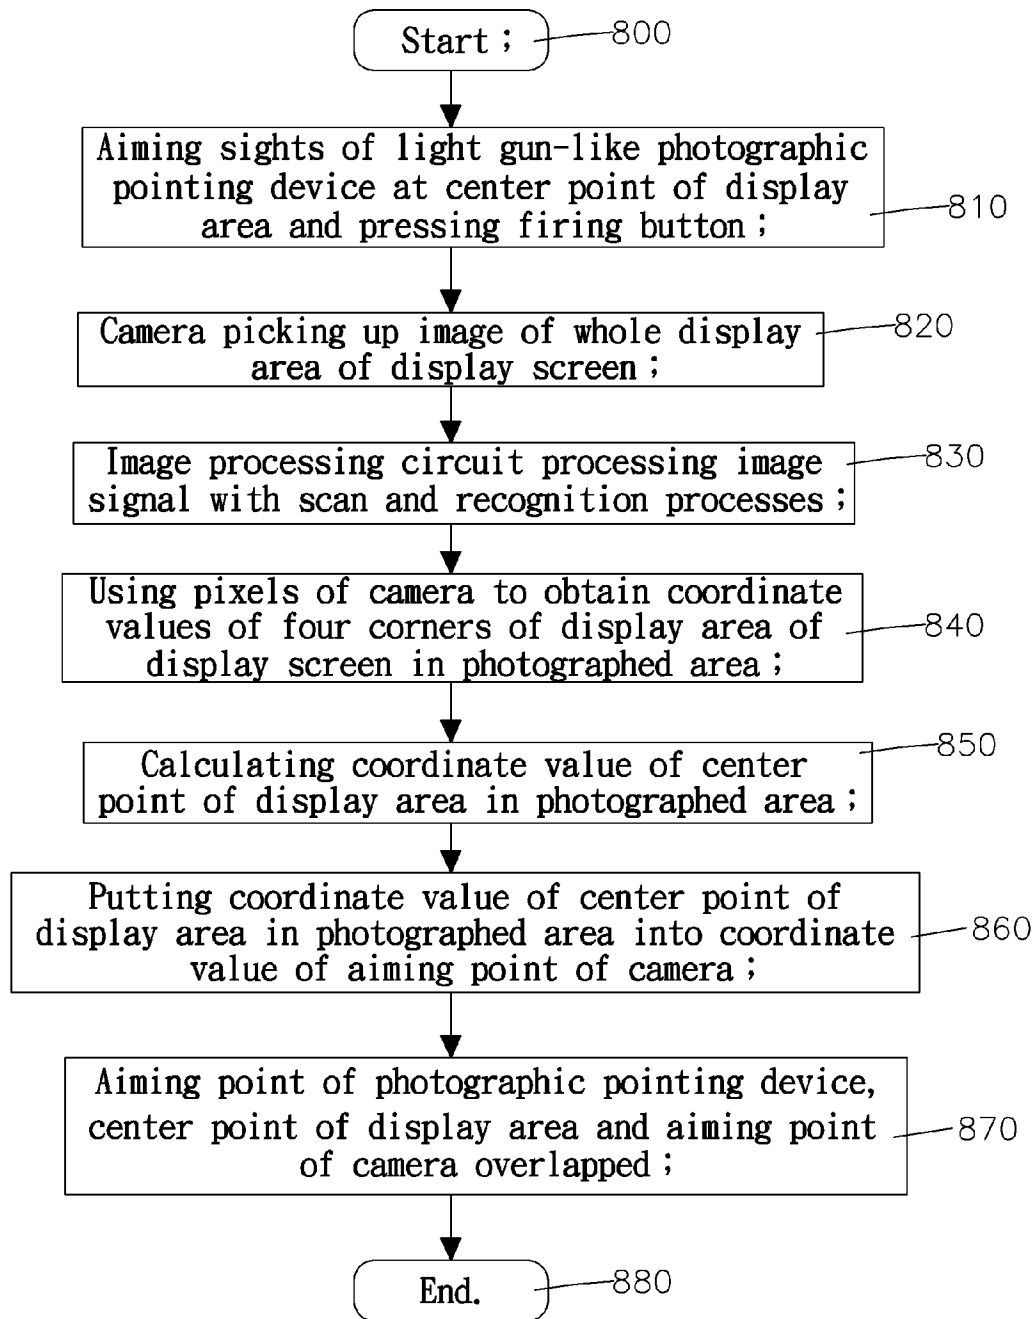 Start ;
800
Aiming sights of light gun-like photographic
pointing device at center point of display
area and pressing firing button ;
810
Camera picking up image of whole display
area of display screen ;
820
Image processing circuit processing image
signal with scan and recognition processes ;
830
Using pixels of camera to obtain coordinate
values of four corners of display area of
display screen in photographed area ;
840
Calculating coordinate value of center
point of display area in photographed area ;
850
Putting coordinate value of center point of
display area in photographed area into coordinate
value of aiming point of camera ;
860
Aiming point of photographic pointing device,
center point of display area and aiming point
of camera overlapped ;
870
End.
880